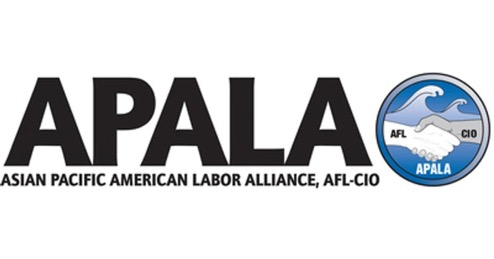 APALA
ASIAN PACIFIC AMERICAN LABOR ALLIANCE, AFL-CIO
AFL CIO
APALA